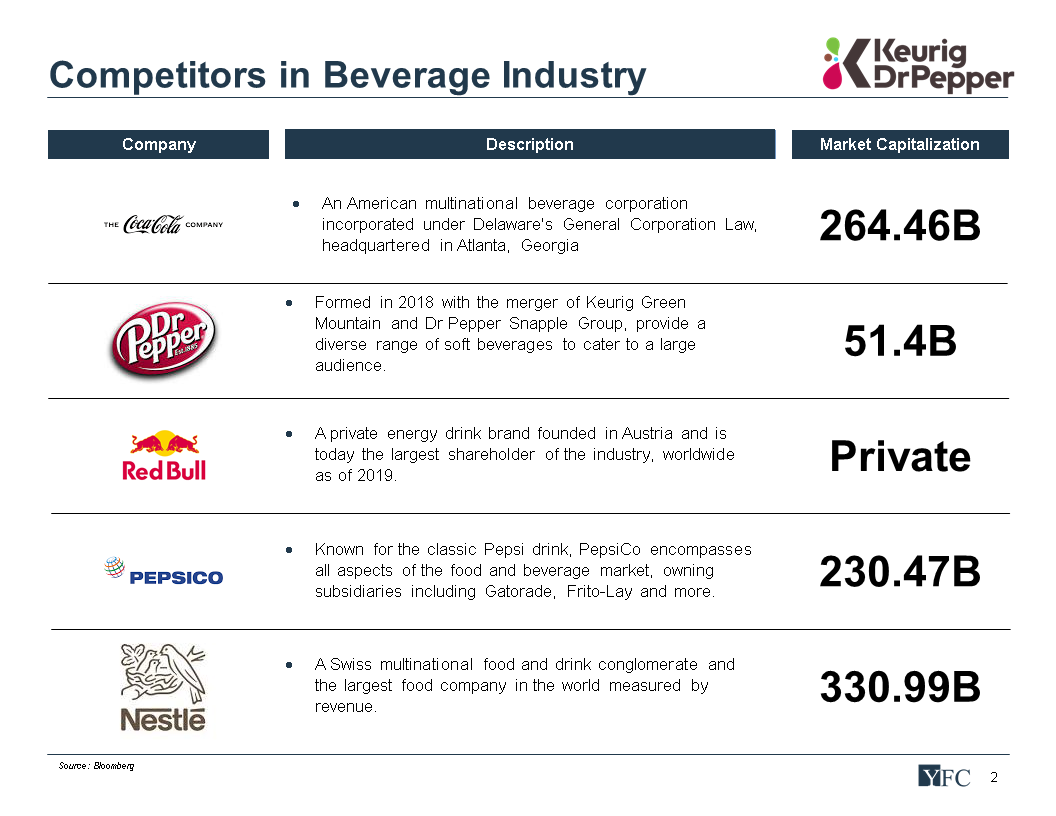 Competitors in Beverage Industry
Keurig
DrPepper
Company
Description
Market Capitalization
THE Coca-Cola COMPANY
• An American multinational beverage corporation
incorporated under Delaware's General Corporation Law,
headquartered in Atlanta, Georgia
264.46B
Dr
Pepper
Est.1885
• Formed in 2018 with the merger of Keurig Green
Mountain and Dr Pepper Snapple Group, provide a
diverse range of soft beverages to cater to a large
audience.
51.4B
Red Bull
• A private energy drink brand founded in Austria and is
today the largest shareholder of the industry, worldwide
as of 2019.
Private
PEPSICO
• Known for the classic Pepsi drink, PepsiCo encompasses
all aspects of the food and beverage market, owning
subsidiaries including Gatorade, Frito-Lay and more.
230.47B
Nestlé
• A Swiss multinational food and drink conglomerate and
the largest food company in the world measured by
revenue.
330.99B
Source: Bloomberg
YFC
2